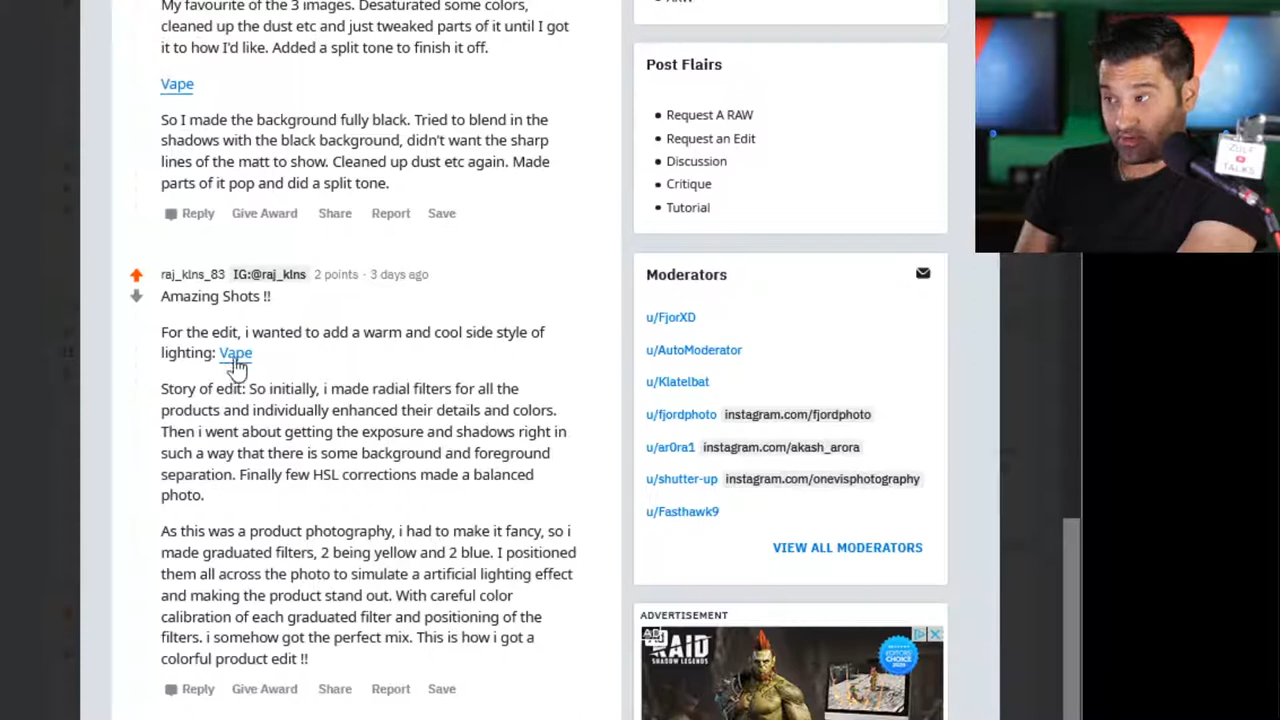 My favourite of the 3 images. Desaturated some colors,
cleaned up the dust etc and just tweaked parts of it until I got
it to how I'd like. Added a split tone to finish it off.
Vape
So I made the background fully black. Tried to blend in the
shadows with the black background, didn't want the sharp
lines of the matt to show. Cleaned up dust etc again. Made
parts of it pop and did a split tone.
Reply Give Award Share Report Save
raj_klns_83 IG:@raj_klns 2 points · 3 days ago
Amazing Shots !!
For the edit, i wanted to add a warm and cool side style of
lighting: Vape
Story of edit: So initially, i made radial filters for all the
products and individually enhanced their details and colors.
Then i went about getting the exposure and shadows right in
such a way that there is some background and foreground
separation. Finally few HSL corrections made a balanced
photo.
As this was a product photography, i had to make it fancy, so i
made graduated filters, 2 being yellow and 2 blue. I positioned
them all across the photo to simulate a artificial lighting effect
and making the product stand out. With careful color
calibration of each graduated filter and positioning of the
filters. i somehow got the perfect mix. This is how i got a
colorful product edit !!
Reply Give Award Share Report Save
Post Flairs
Request A RAW
Request an Edit
Discussion
Critique
Tutorial
Moderators
u/FjorXD
u/AutoModerator
u/Klatelbat
u/fjordphoto instagram.com/fjordphoto
u/ar0ra1 instagram.com/akash_arora
u/shutter-up instagram.com/onevisphotography
u/Fasthawk9
VIEW ALL MODERATORS
ADVERTISEMENT
RAID
SHADOW LEGENDS
EDITORS'
CHOICE
2020
ZULF
TALKS